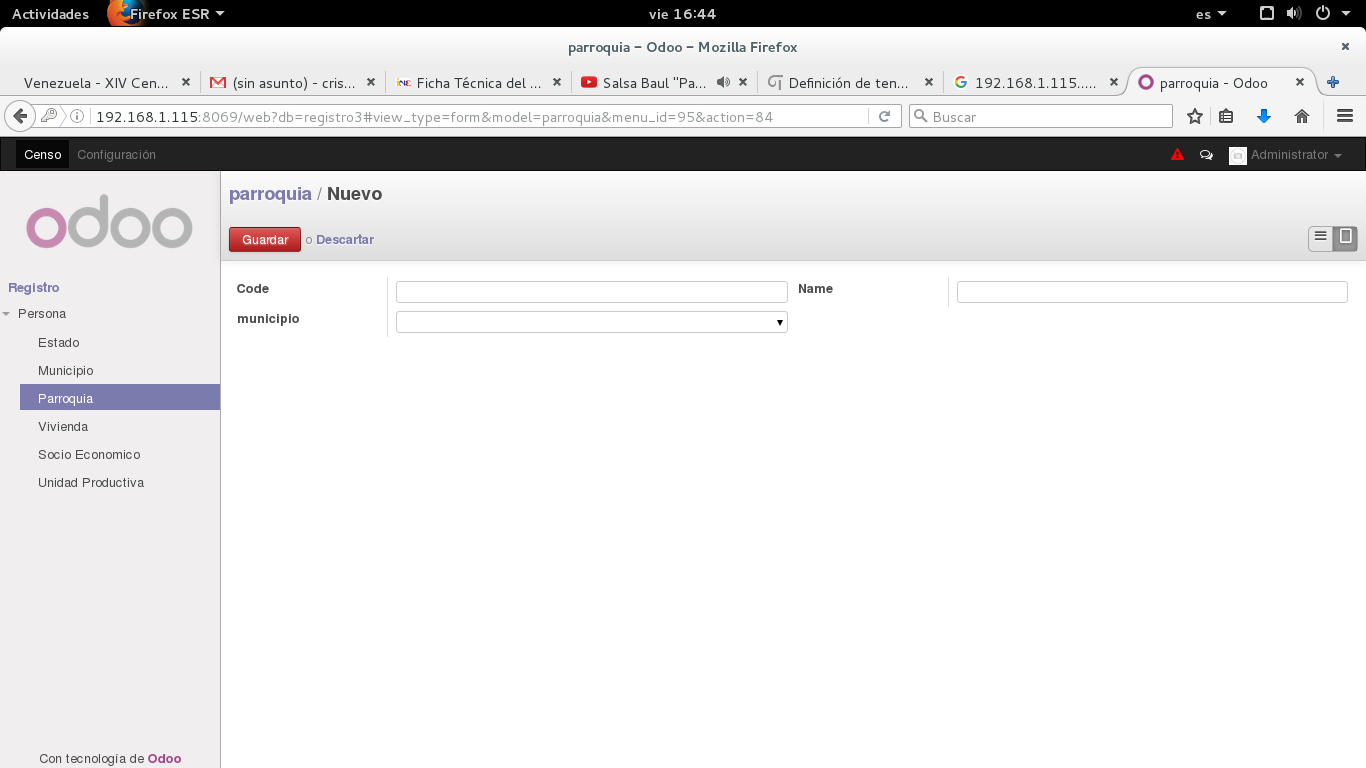 Actividades Firefox ESR vie 16:44 es
parroquia – Odoo – Mozilla Firefox
Venezuela - XIV Cen... (sin asunto) - cris... Ficha Técnica del ... Salsa Baul "Pa... Definición de ten... 192.168.1.115..... parroquia - Odoo
192.168.1.115:8069/web?db=registro3#view_type=form&model=parroquia&menu_id=95&action=84 Buscar
Censo Configuración Administrator
odoo
parroquia / Nuevo
Guardar o Descartar
Registro
Persona
Estado
Municipio
Parroquia
Vivienda
Socio Economico
Unidad Productiva
Code Name
municipio
Con tecnología de Odoo